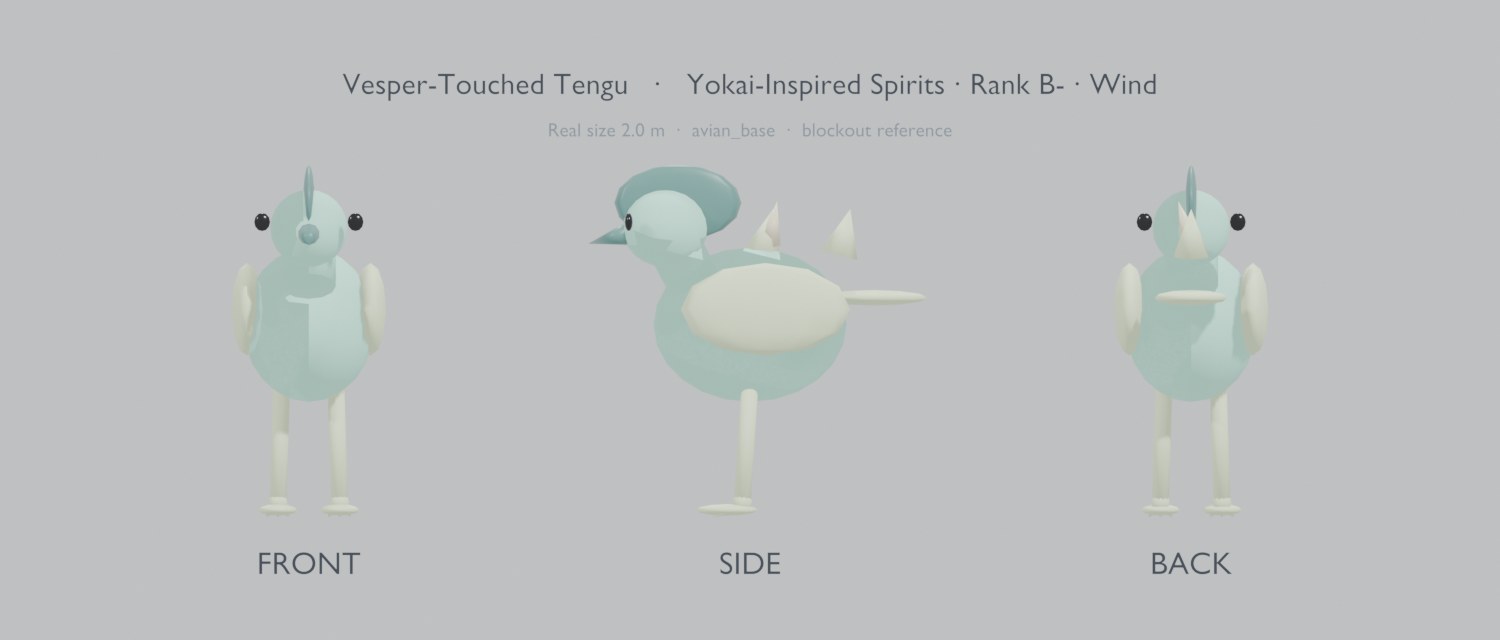 Vesper-Touched Tengu · Yokai-Inspired Spirits · Rank B- · Wind
Real size 2.0 m · avian_base · blockout reference
FRONT SIDE BACK